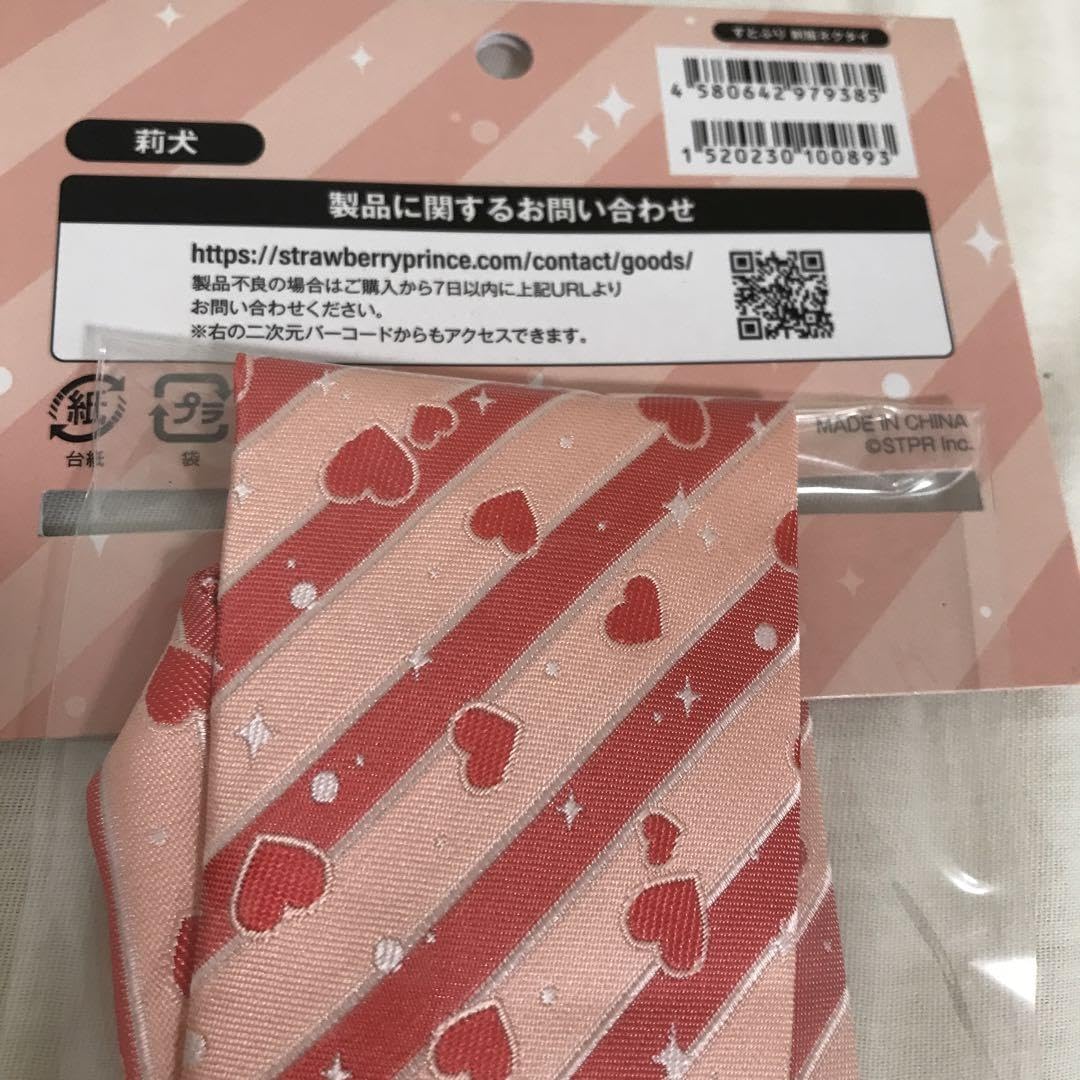 すとぷり 制服ネクタイ
4 580642 979385
1 520230 100893
莉犬
製品に関するお問い合わせ
https://strawberryprince.com/contact/goods/
製品不良の場合はご購入から7日以内に上記URLより
お問い合わせください。
※右の二次元バーコードからもアクセスできます。
紙
プラ
台紙
袋
MADE IN CHINA
©STPR Inc.